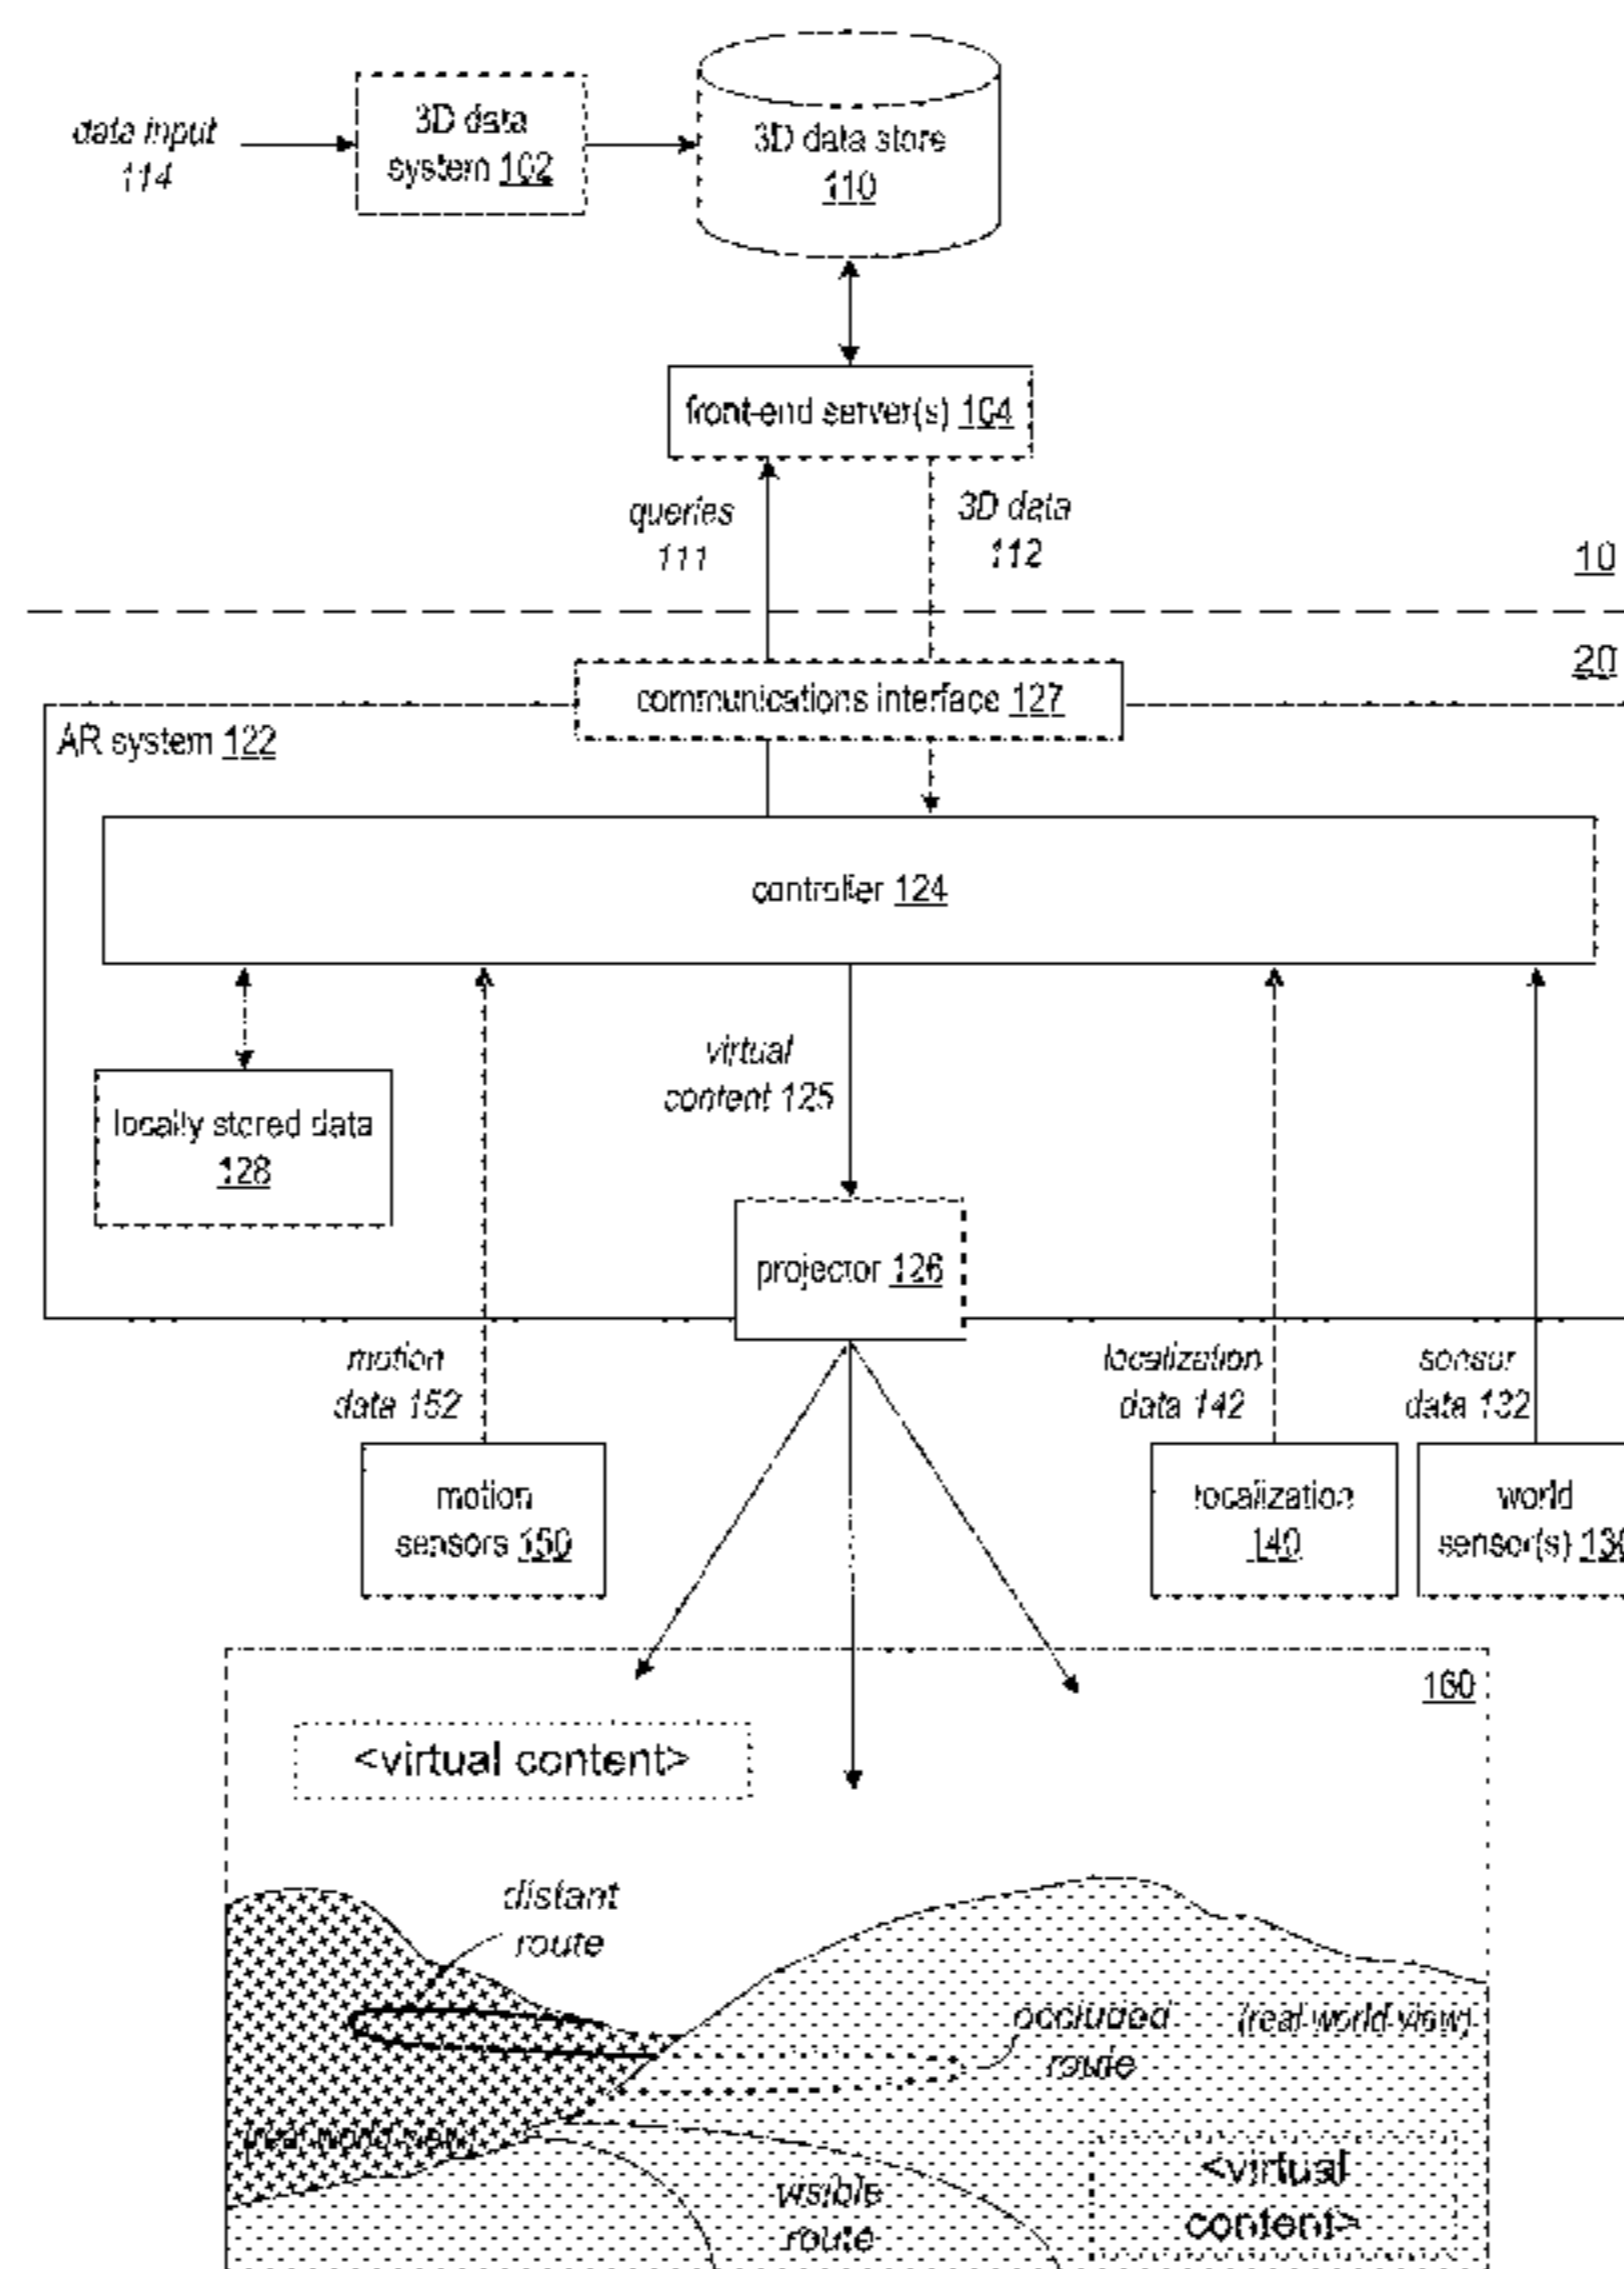 data input
114
3D data
system 102
3D data store
110
front-end server(s) 104
queries
111
3D data
112
10
20
communications interface 127
AR system 122
controller 124
virtual
content 125
locally stored data
128
projector 126
motion
data 152
localization
data 142
sensor
data 132
motion
sensors 150
localization
140
world
sensor(s) 130
160
<virtual content>
distant
route
occluded
route
(real world view)
visible
route
<virtual
content>